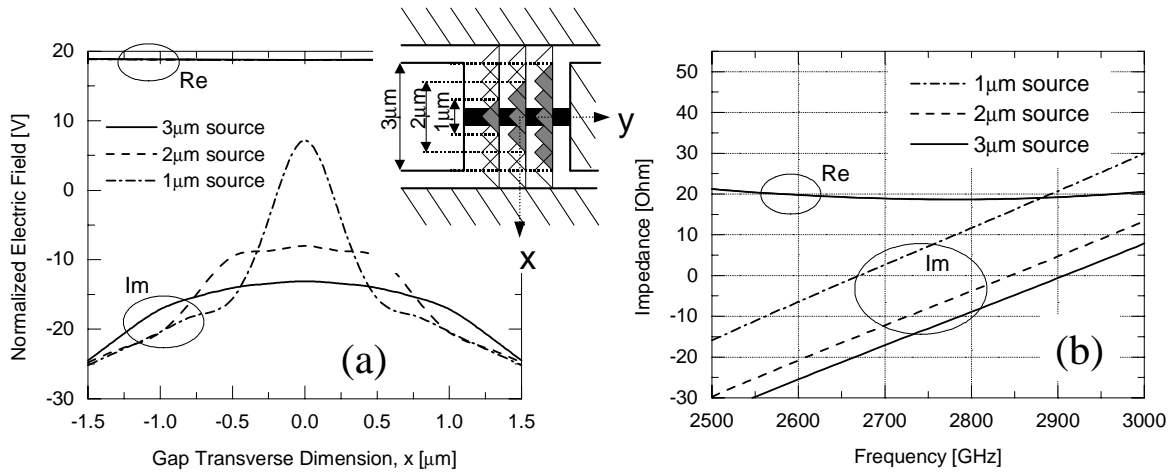 20
10
0
-10
-20
-30
-1.5
-1.0
-0.5
0.0
0.5
1.0
1.5
Normalized Electric Field [V]
Gap Transverse Dimension, x [μm]
Re
3μm source
2μm source
1μm source
Im
(a)
3μm
2μm
1μm
y
x
50
40
30
20
10
0
-10
-20
-30
2500
2600
2700
2800
2900
3000
Impedance [Ohm]
Frequency [GHz]
1μm source
2μm source
3μm source
Re
Im
(b)